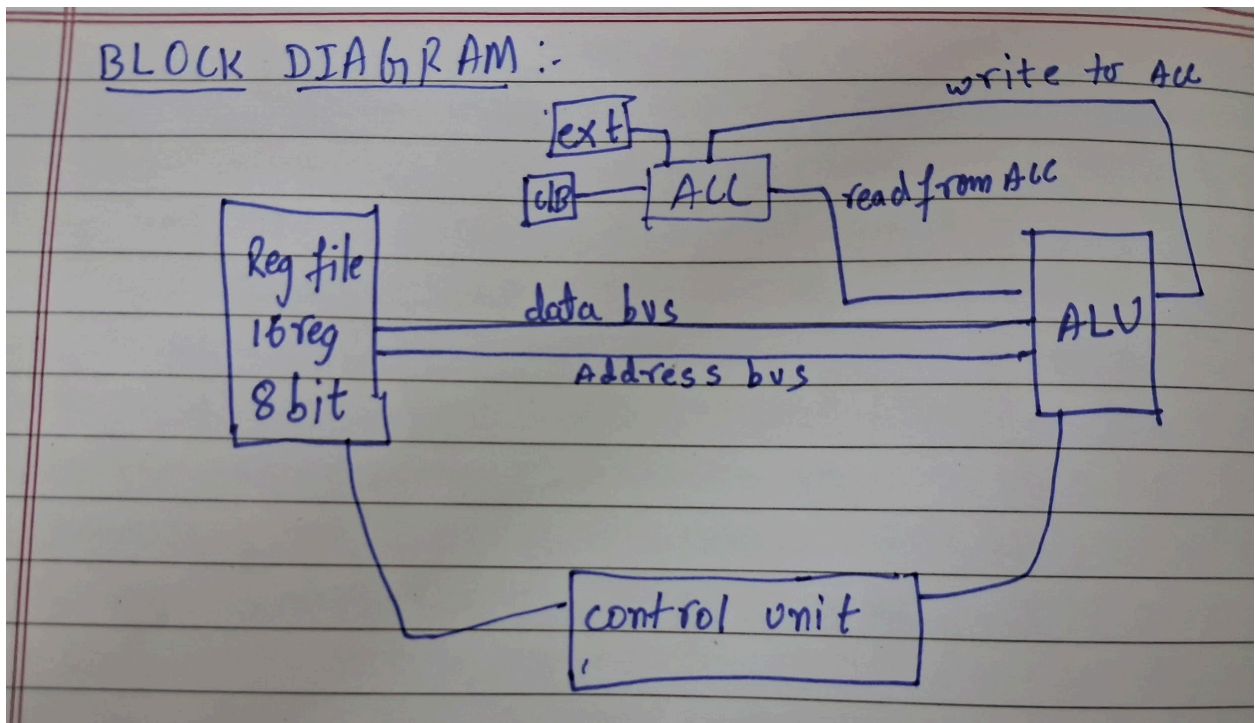 BLOCK DIAGRAM :-
write to ACC
ext
C/B
ACC
read from ACC
Reg file
16 reg
8 bit
data bus
Address bus
ALU
control unit